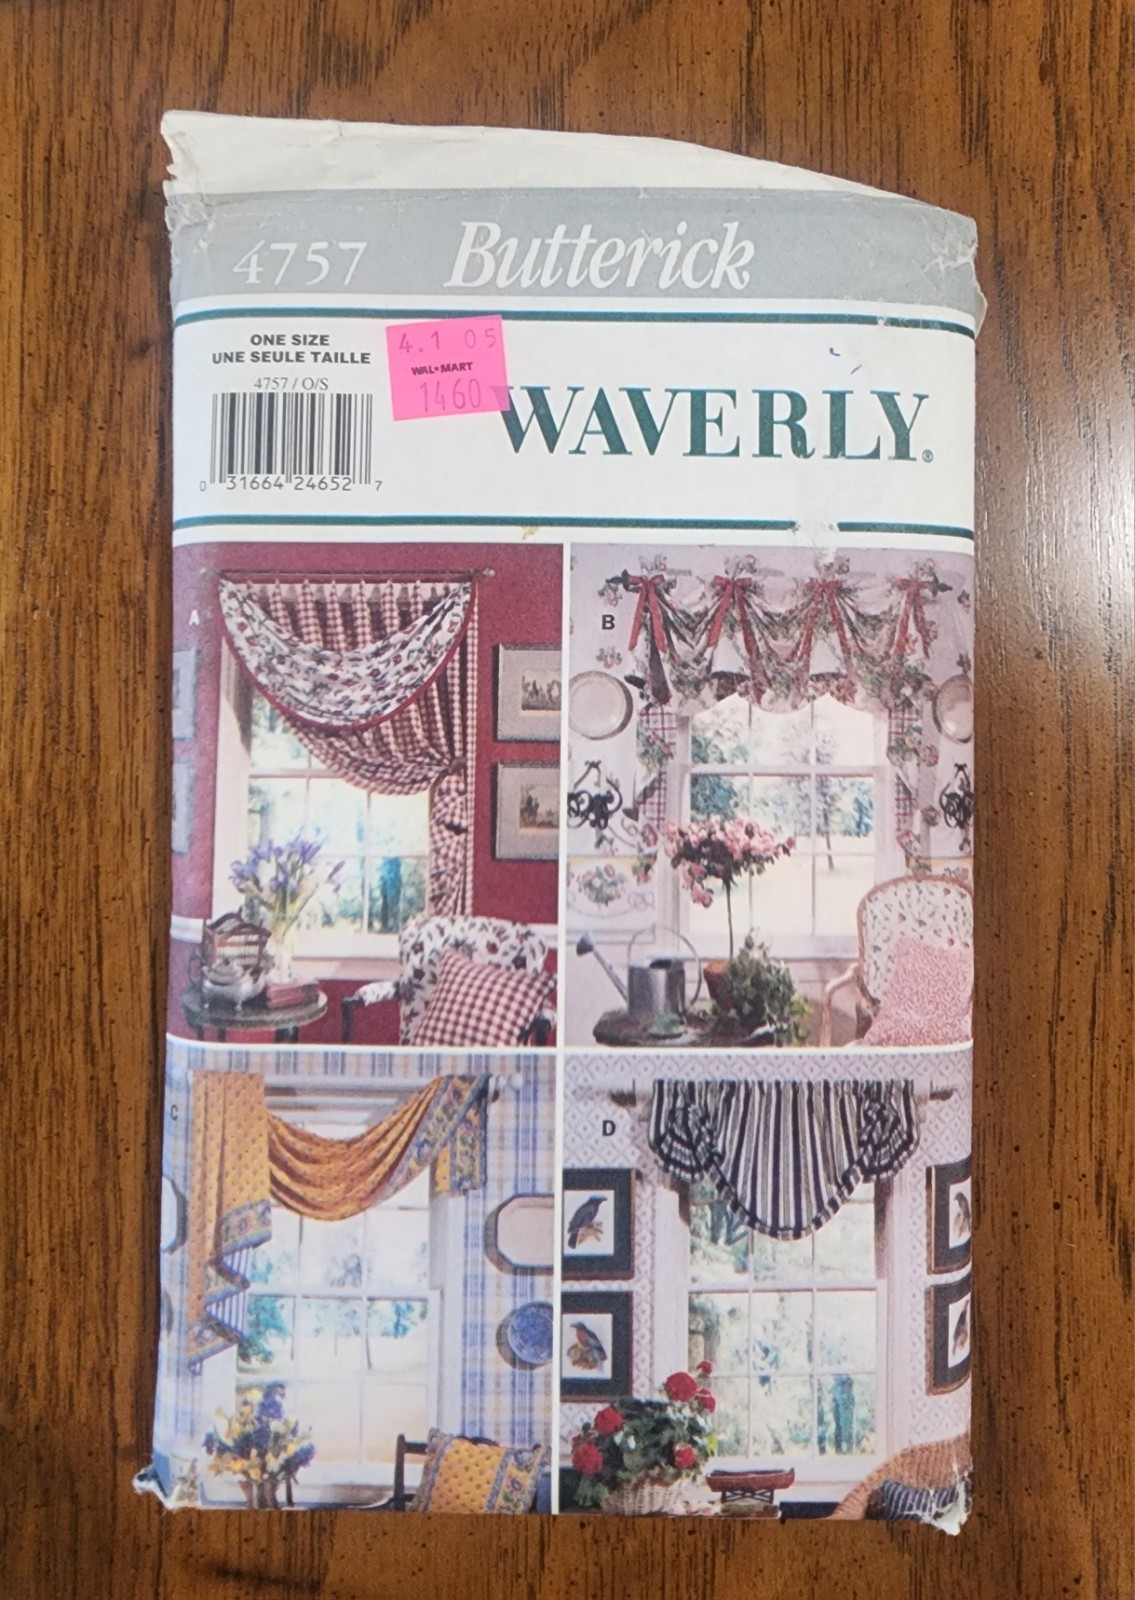 4757 Butterick
ONE SIZE
UNE SEULE TAILLE
4757 / O/S
0 31664 24652 7
4.1 05
WAL★MART
1460
WAVERLY®
A
B
C
D